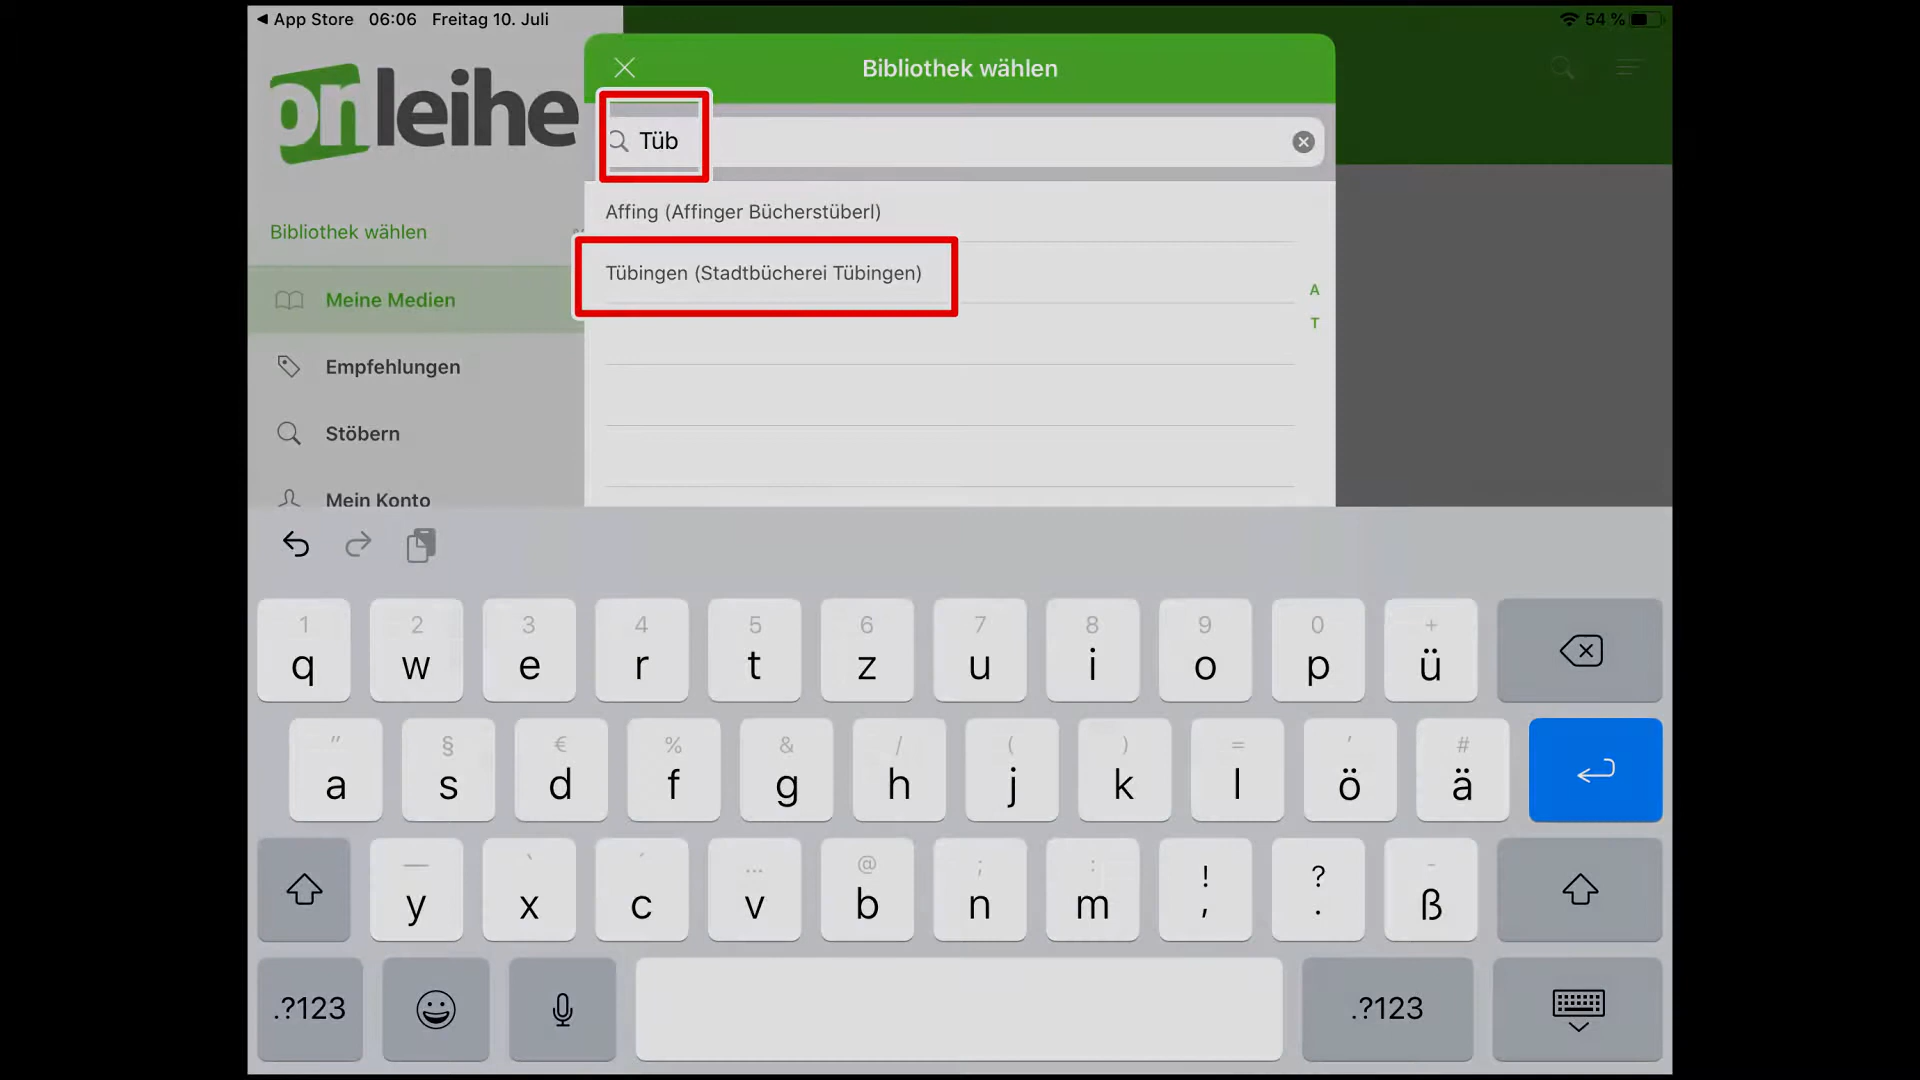 ◀ App Store 06:06 Freitag 10. Juli
54 %
onleihe
Bibliothek wählen
Tüb
Affing (Affinger Bücherstüberl)
Tübingen (Stadtbücherei Tübingen)
A
T
Bibliothek wählen
Meine Medien
Empfehlungen
Stöbern
Mein Konto
1 2 3 4 5 6 7 8 9 0 +
q w e r t z u i o p ü
" § € % & / ( ) = ' #
a s d f g h j k l ö ä
— ` ´ ... @ ; : ! ? -
y x c v b n m , . ß
.?123 .?123